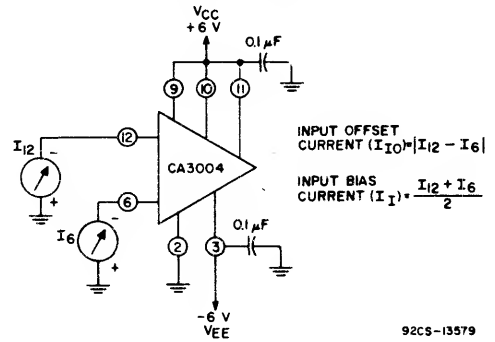 VCC
+6 V
0.1 µF
9
10
11
I12
-
+
12
CA3004
6
-
I6
+
2
3
0.1 µF
-6 V
VEE
INPUT OFFSET
CURRENT (IIO)=|I12 - I6|
INPUT BIAS
CURRENT (II) = I12 + I6
2
92CS-13579